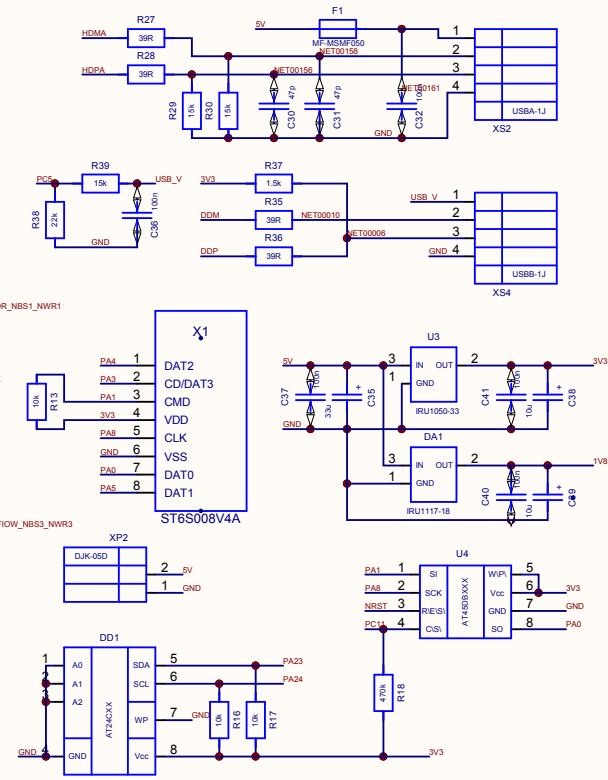 R27
F1
HDMA
39R
5V
1
MF-MSMF050
R28
NET00158
2
HDPA
39R
NET00156
3
NET00161
4
R29
15k
R30
15k
47p
C30
47p
C31
100n
C32
GND
USBA-1J
XS2
R39
R37
PC5
15k
USB_V
3V3
1.5k
USB_V
1
R38
22k
100n
C36
R35
DDM
39R
NET00010
2
NET00006
3
R36
GND
DDP
39R
GND
4
USBB-1J
XS4
OR_NBS1_NWR1
X1
U3
PA4
1
DAT2
5V
3
IN
OUT
2
3V3
PA3
2
CD/DAT3
1
GND
R13
10k
PA1
3
CMD
C37
100n
33u
+
C35
IRU1050-33
C41
100n
10u
+
C38
3V3
4
VDD
PA8
5
CLK
GND
DA1
GND
6
VSS
3
IN
OUT
2
1V8
PA0
7
DAT0
1
GND
PA5
8
DAT1
C40
100n
10u
+
C39
ST6S008V4A
IRU1117-18
FIOW_NBS3_NWR3
XP2
U4
DJK-05D
2
5V
1
GND
PA1
1
SI
W\P\
5
PA8
2
SCK
Vcc
6
3V3
NRST
3
R\E\S\
GND
7
GND
PC11
4
C\S\
SO
8
PA0
AT45DBXXX
DD1
1
A0
SDA
5
PA23
2
A1
SCL
6
PA24
3
A2
AT24CXX
WP
7
GND
10k
R16
10k
R17
470k
R18
GND
4
GND
Vcc
8
3V3